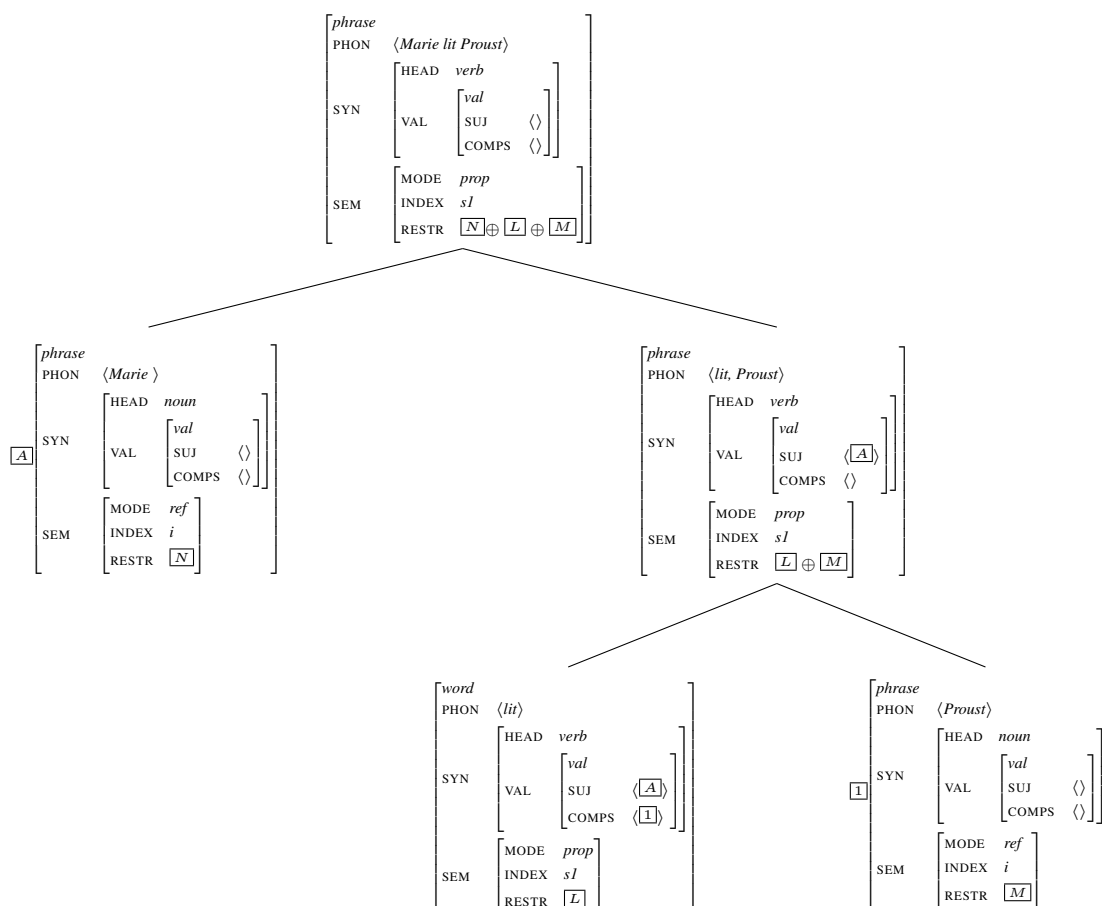 phrase
PHON ⟨Marie lit Proust⟩
HEAD verb
val
SYN VAL SUJ ⟨⟩
COMPS ⟨⟩
MODE prop
SEM INDEX s1
RESTR N ⊕ L ⊕ M
phrase
PHON ⟨Marie ⟩
HEAD noun
val
SYN
A VAL SUJ ⟨⟩
COMPS ⟨⟩
MODE ref
SEM INDEX i
RESTR N
phrase
PHON ⟨lit, Proust⟩
HEAD verb
val
SYN
VAL SUJ ⟨A⟩
COMPS ⟨⟩
MODE prop
SEM INDEX s1
RESTR L ⊕ M
word
PHON ⟨lit⟩
HEAD verb
val
SYN
VAL SUJ ⟨A⟩
COMPS ⟨1⟩
MODE prop
SEM INDEX s1
RESTR L
phrase
PHON ⟨Proust⟩
HEAD noun
val
SYN
1 VAL SUJ ⟨⟩
COMPS ⟨⟩
MODE ref
SEM INDEX i
RESTR M